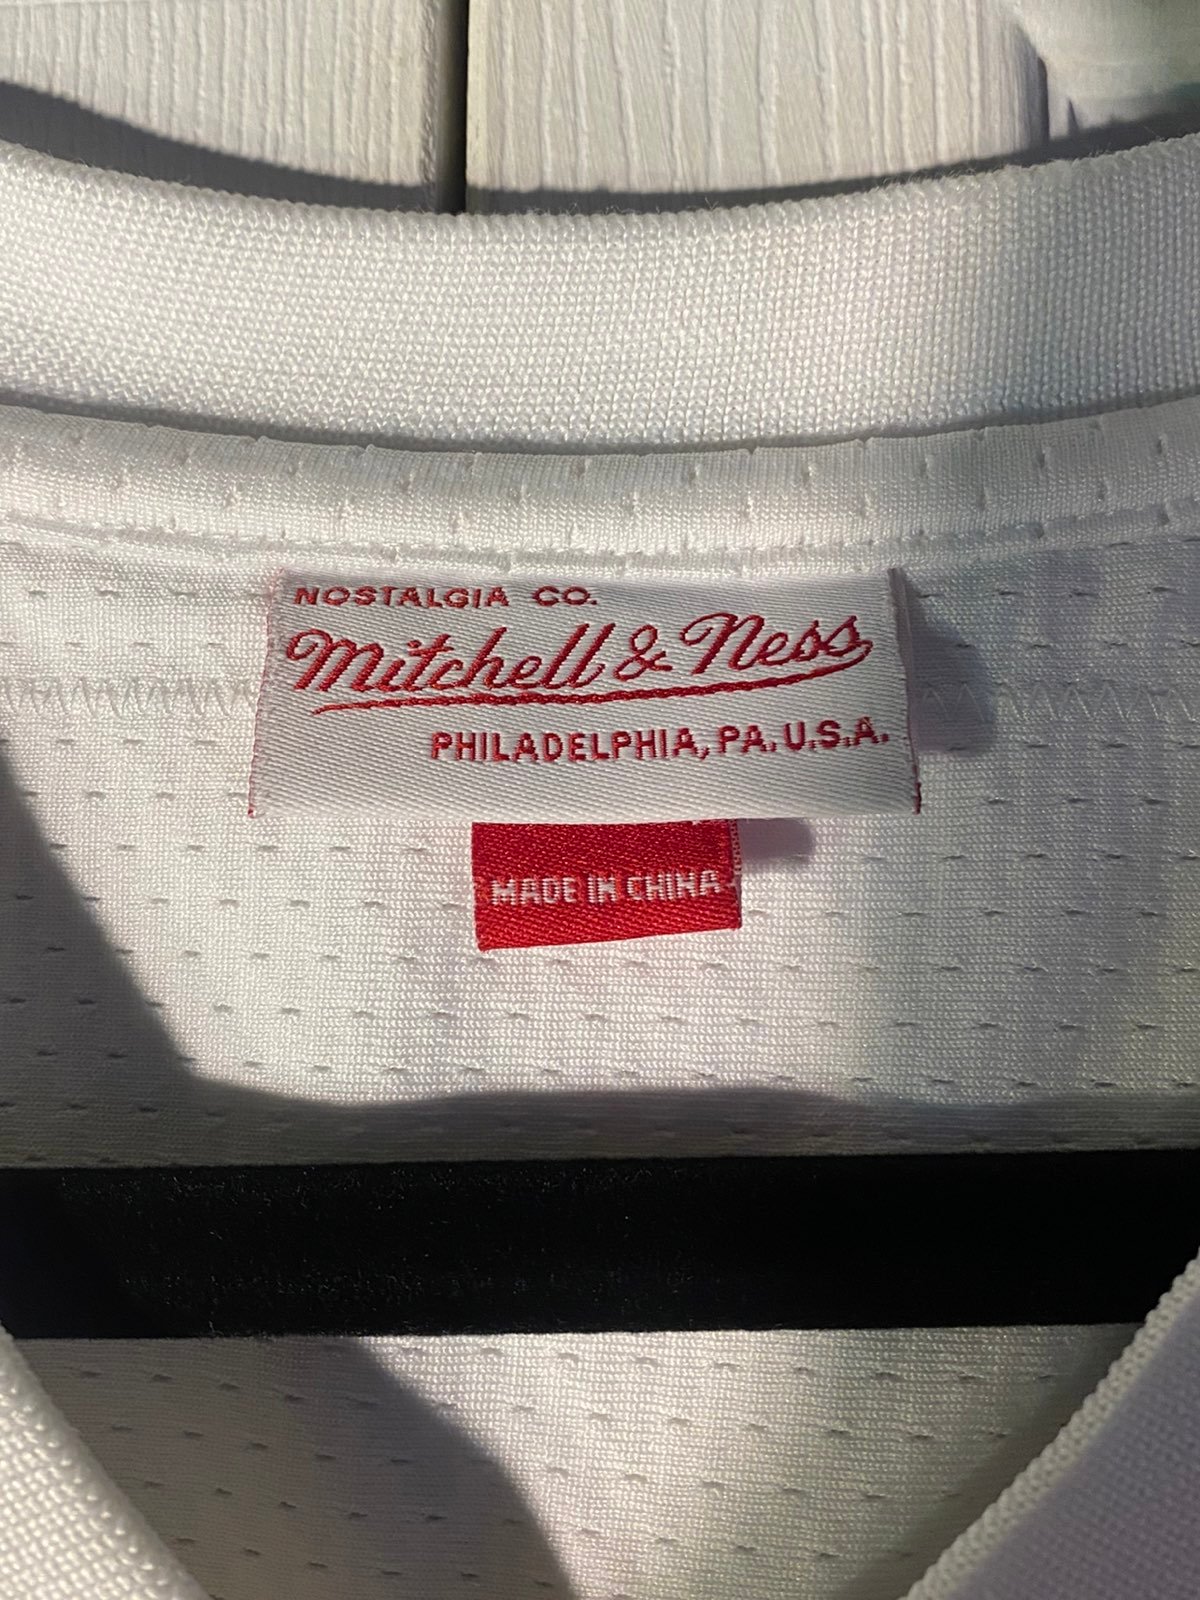 NOSTALGIA CO.
Mitchell & Ness
PHILADELPHIA, PA. U.S.A.
MADE IN CHINA